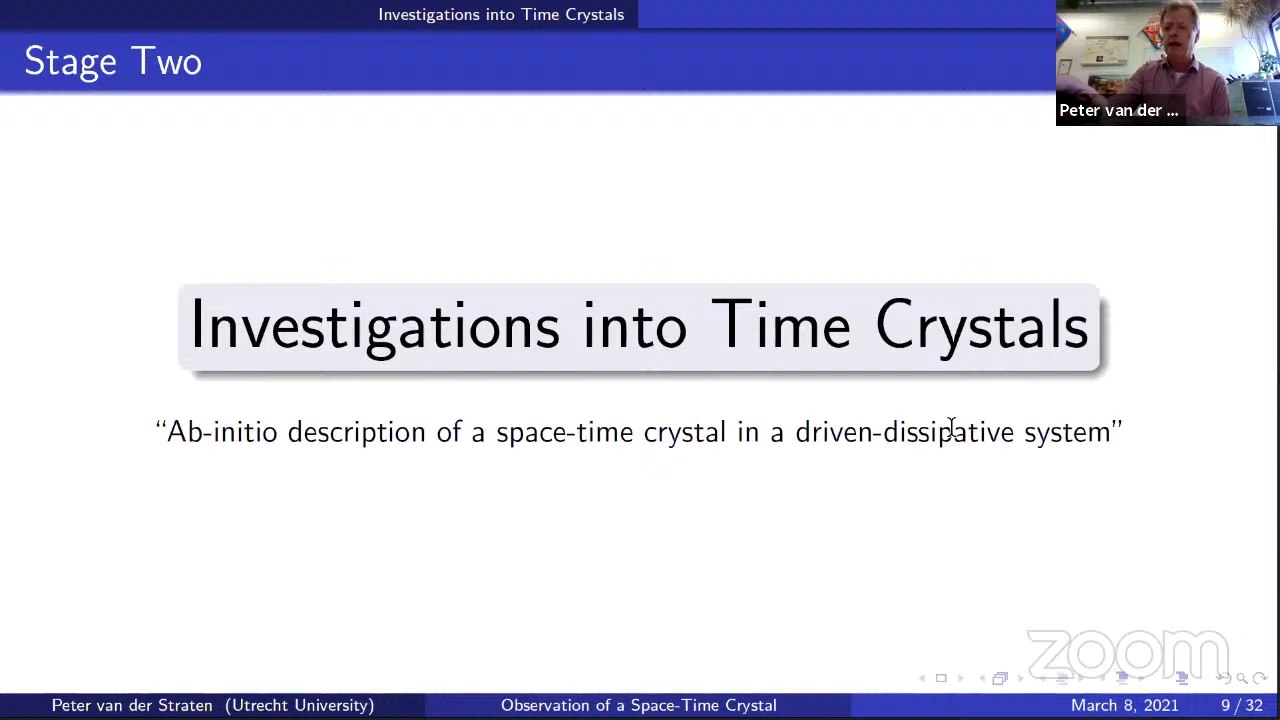 Investigations into Time Crystals
Stage Two
Peter van der ...
Investigations into Time Crystals
“Ab-initio description of a space-time crystal in a driven-dissipative system”
zoom
Peter van der Straten (Utrecht University) Observation of a Space-Time Crystal March 8, 2021 9 / 32